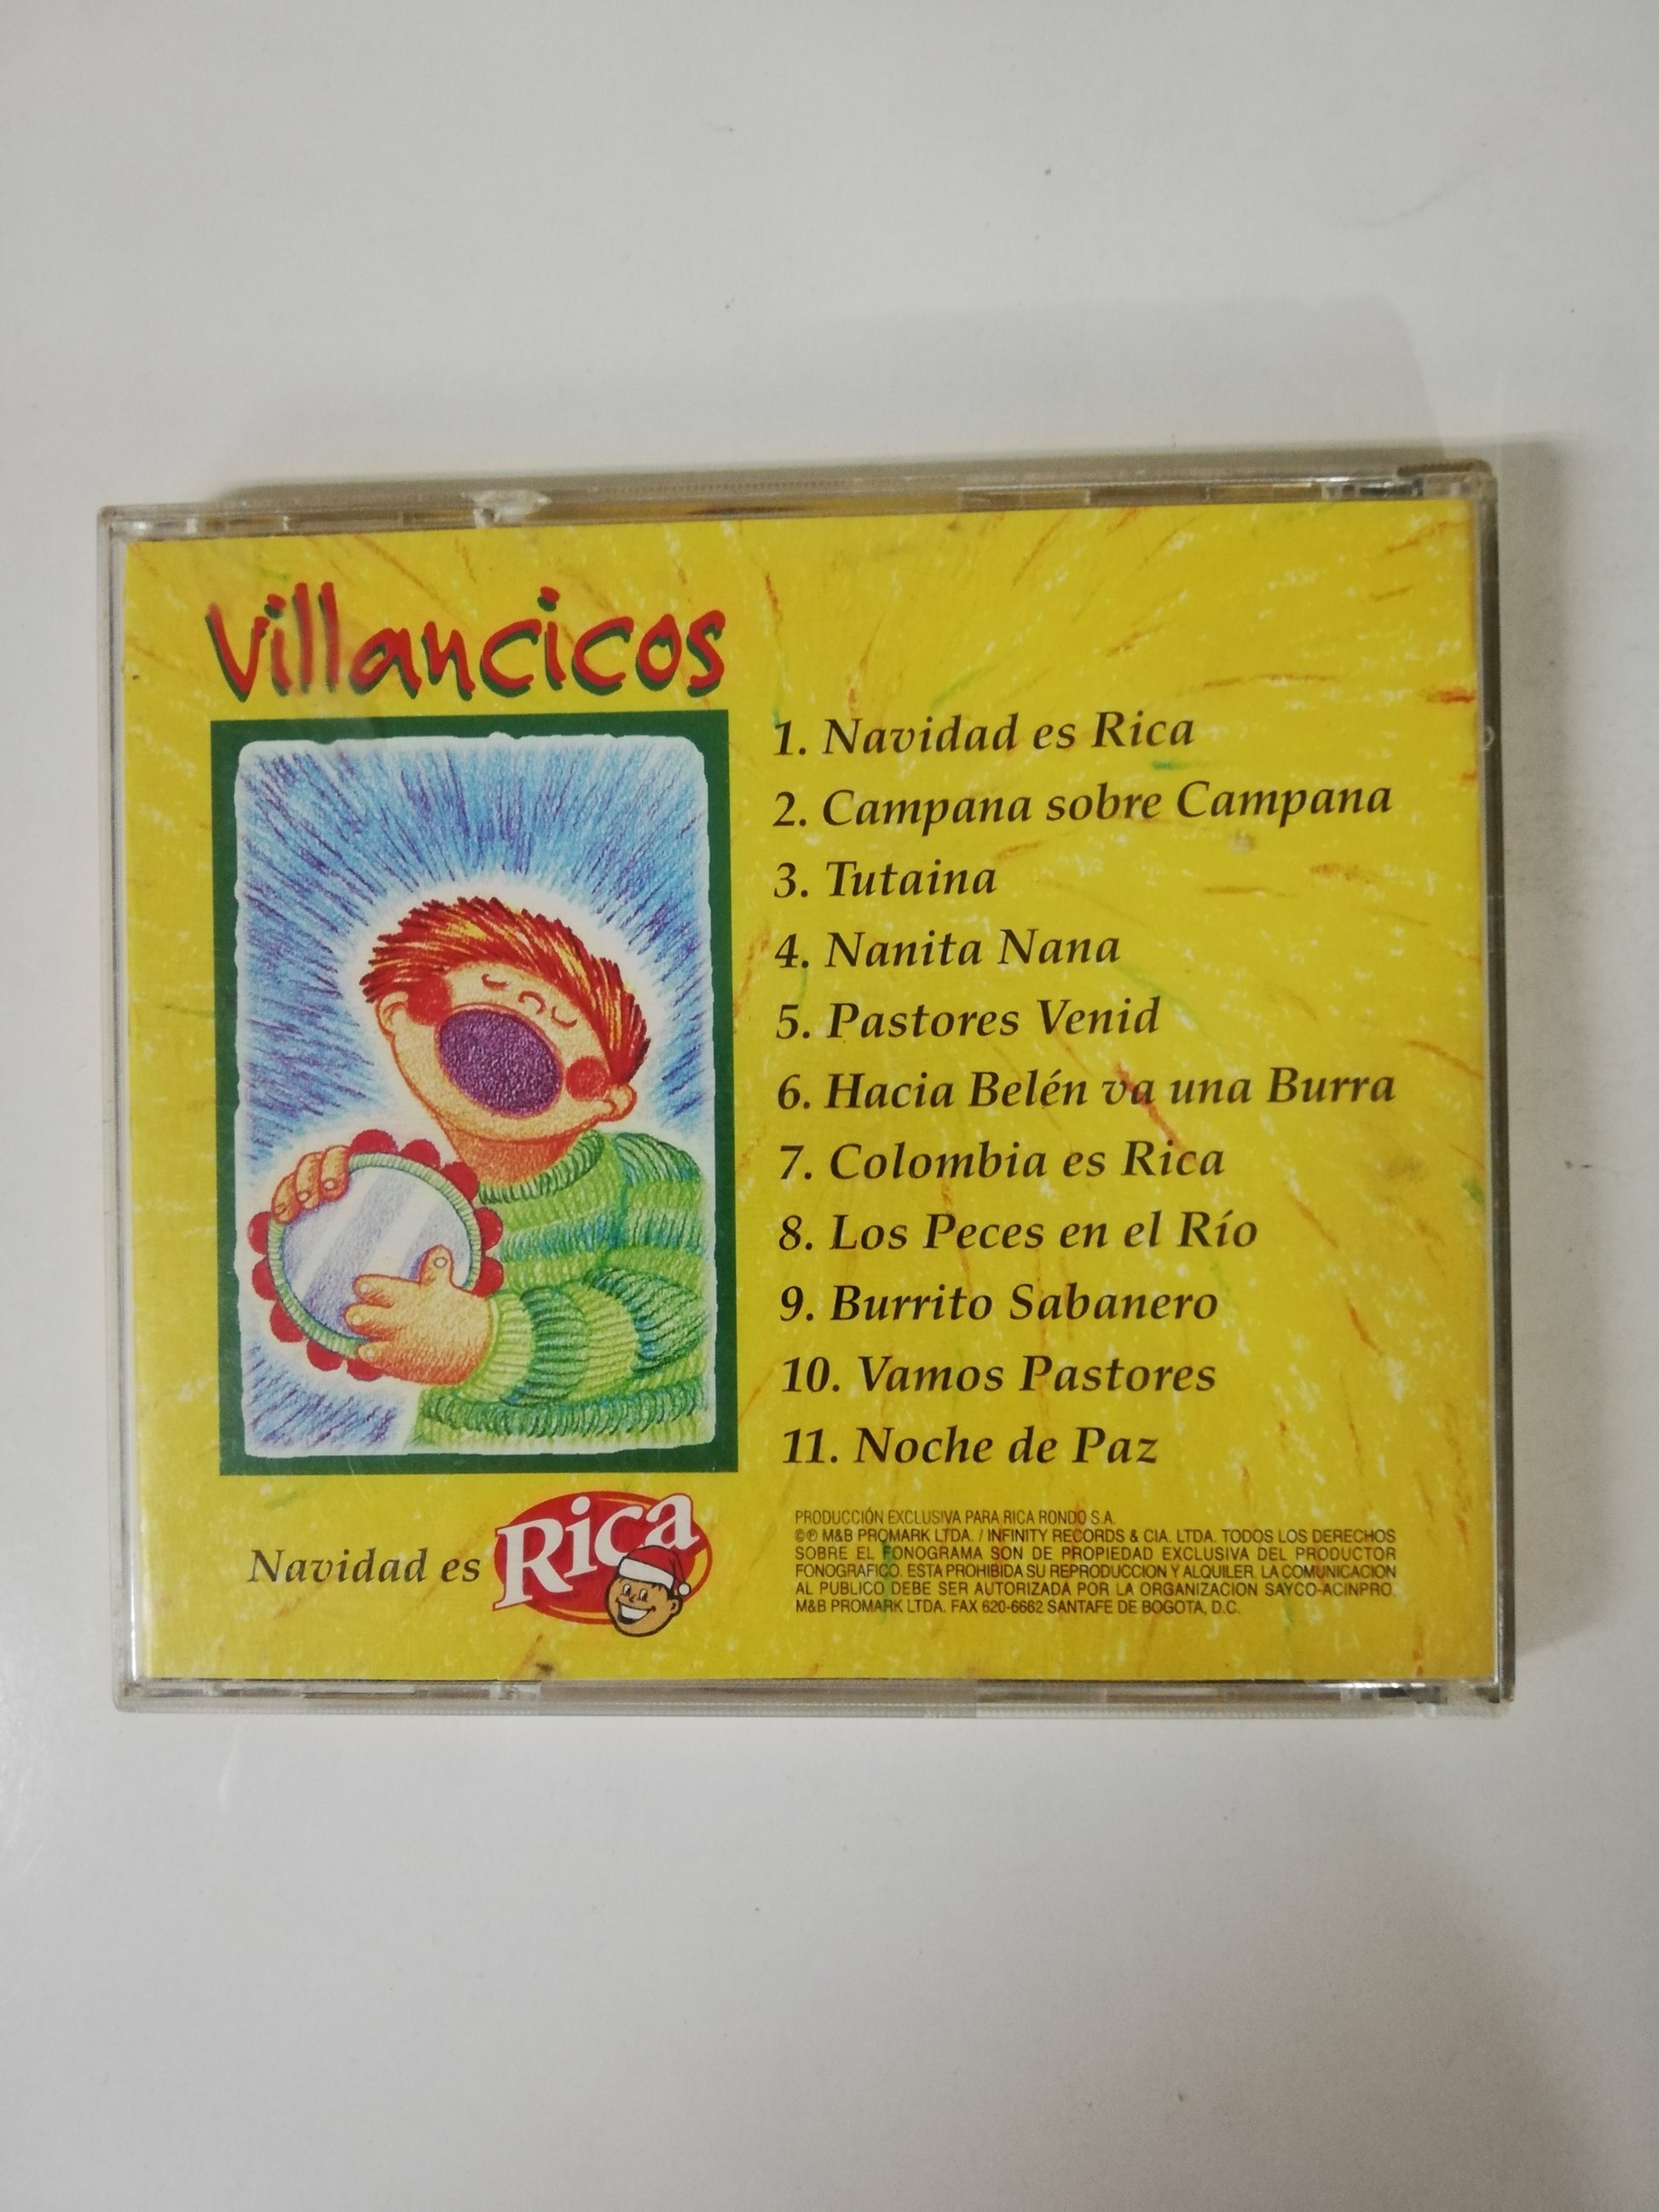 Villancicos
1. Navidad es Rica
2. Campana sobre Campana
3. Tutaina
4. Nanita Nana
5. Pastores Venid
6. Hacia Belén va una Burra
7. Colombia es Rica
8. Los Peces en el Río
9. Burrito Sabanero
10. Vamos Pastores
11. Noche de Paz
Navidad es Rica
PRODUCCIÓN EXCLUSIVA PARA RICA RONDO S.A.
©℗ M&B PROMARK LTDA. / INFINITY RECORDS & CIA. LTDA. TODOS LOS DERECHOS
SOBRE EL FONOGRAMA SON DE PROPIEDAD EXCLUSIVA DEL PRODUCTOR
FONOGRAFICO. ESTA PROHIBIDA SU REPRODUCCION Y ALQUILER. LA COMUNICACION
AL PUBLICO DEBE SER AUTORIZADA POR LA ORGANIZACION SAYCO-ACINPRO.
M&B PROMARK LTDA. FAX 620-6662 SANTAFE DE BOGOTA, D.C.